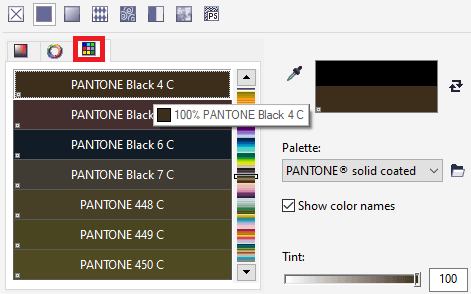 PS
PANTONE Black 4 C
PANTONE Black
100% PANTONE Black 4 C
PANTONE Black 6 C
PANTONE Black 7 C
PANTONE 448 C
PANTONE 449 C
PANTONE 450 C
Palette:
PANTONE® solid coated
Show color names
Tint:
100